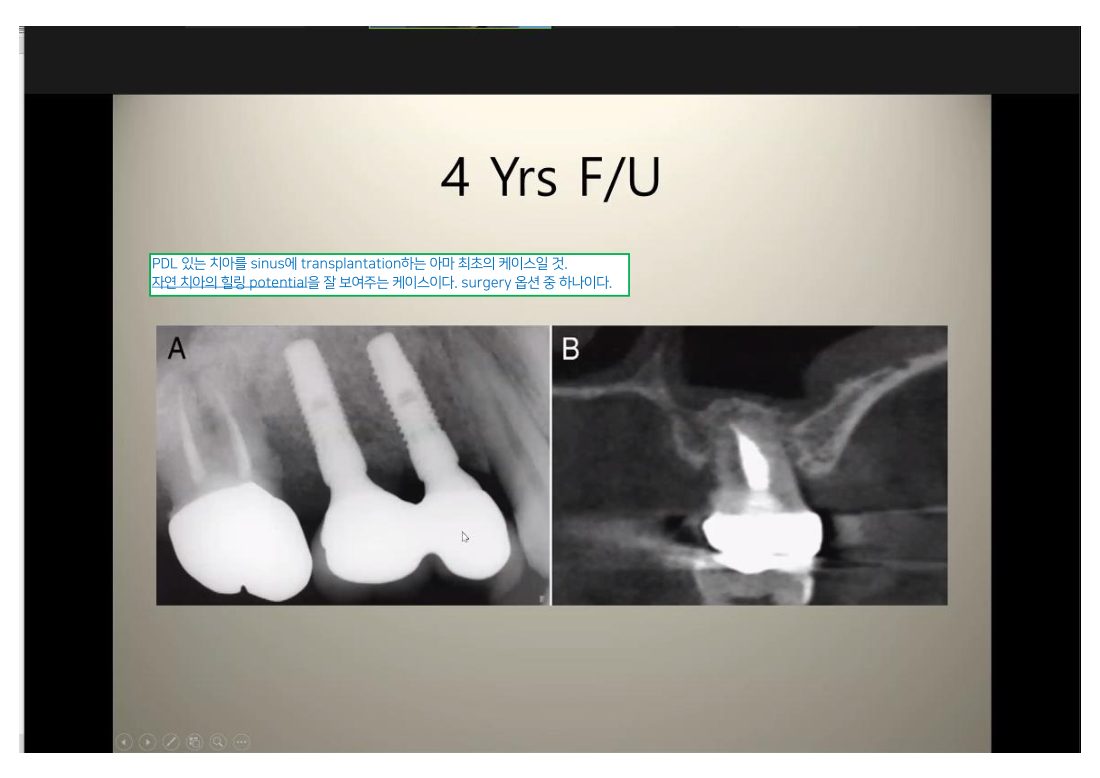 4 Yrs F/U
PDL 있는 치아를 sinus에 transplantation하는 아마 최초의 케이스일 것.
자연 치아의 힐링 potential을 잘 보여주는 케이스이다. surgery 옵션 중 하나이다.
A
B